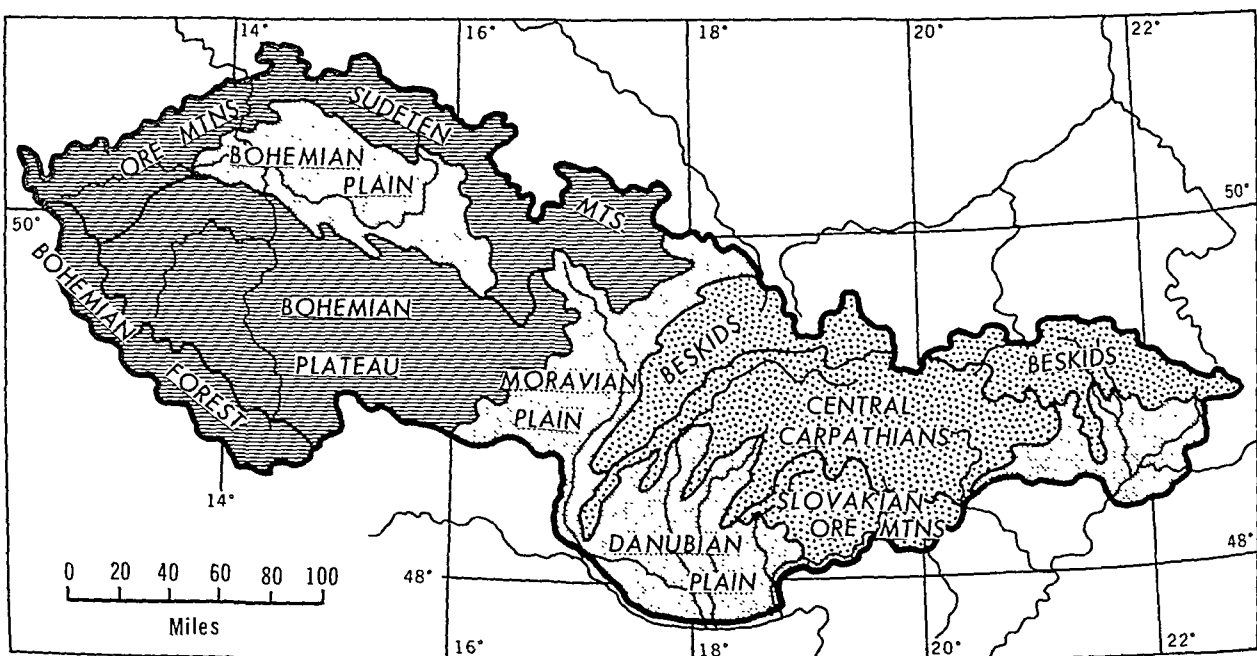 14°
16°
18°
20°
22°
SUDETEN
MTS.
ORE MTNS
BOHEMIAN
PLAIN
50°
50°
BOHEMIAN
FOREST
BOHEMIAN
PLATEAU
MORAVIAN
PLAIN
BESKIDS
BESKIDS
CENTRAL
CARPATHIANS
SLOVAKIAN
ORE MTNS
DANUBIAN
PLAIN
14°
48°
48°
0 20 40 60 80 100
Miles
16°
18°
20°
22°